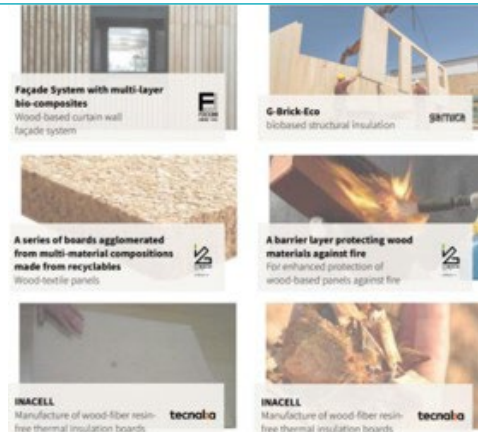 Façade System with multi-layer
bio-composites
Wood-based curtain wall
façade system
G-Brick-Eco
biobased structural insulation
garnica
A series of boards agglomerated
from multi-material compositions
made from recyclables
Wood-textile panels
A barrier layer protecting wood
materials against fire
For enhanced protection of
wood-based panels against fire
INACELL
Manufacture of wood-fiber resin-
free thermal insulation boards
tecnalia
INACELL
Manufacture of wood-fiber resin-
free thermal insulation boards
tecnalia